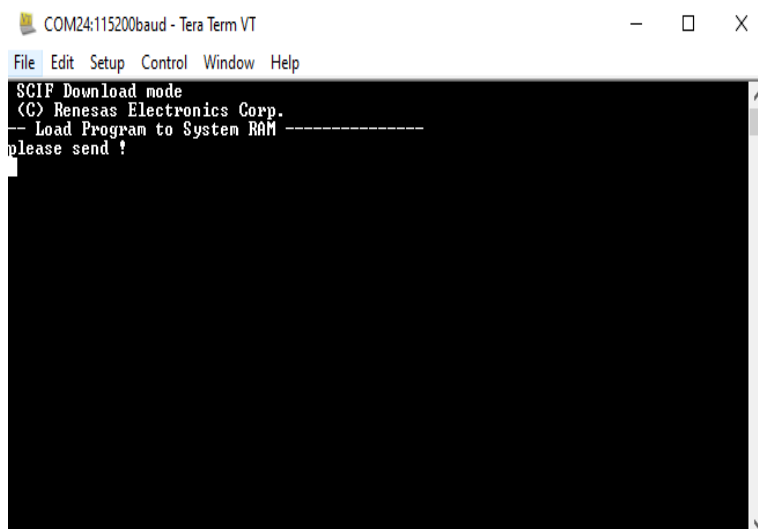 COM24:115200baud - Tera Term VT
File Edit Setup Control Window Help
SCIF Download mode
(C) Renesas Electronics Corp.
-- Load Program to System RAM ---------------
please send !